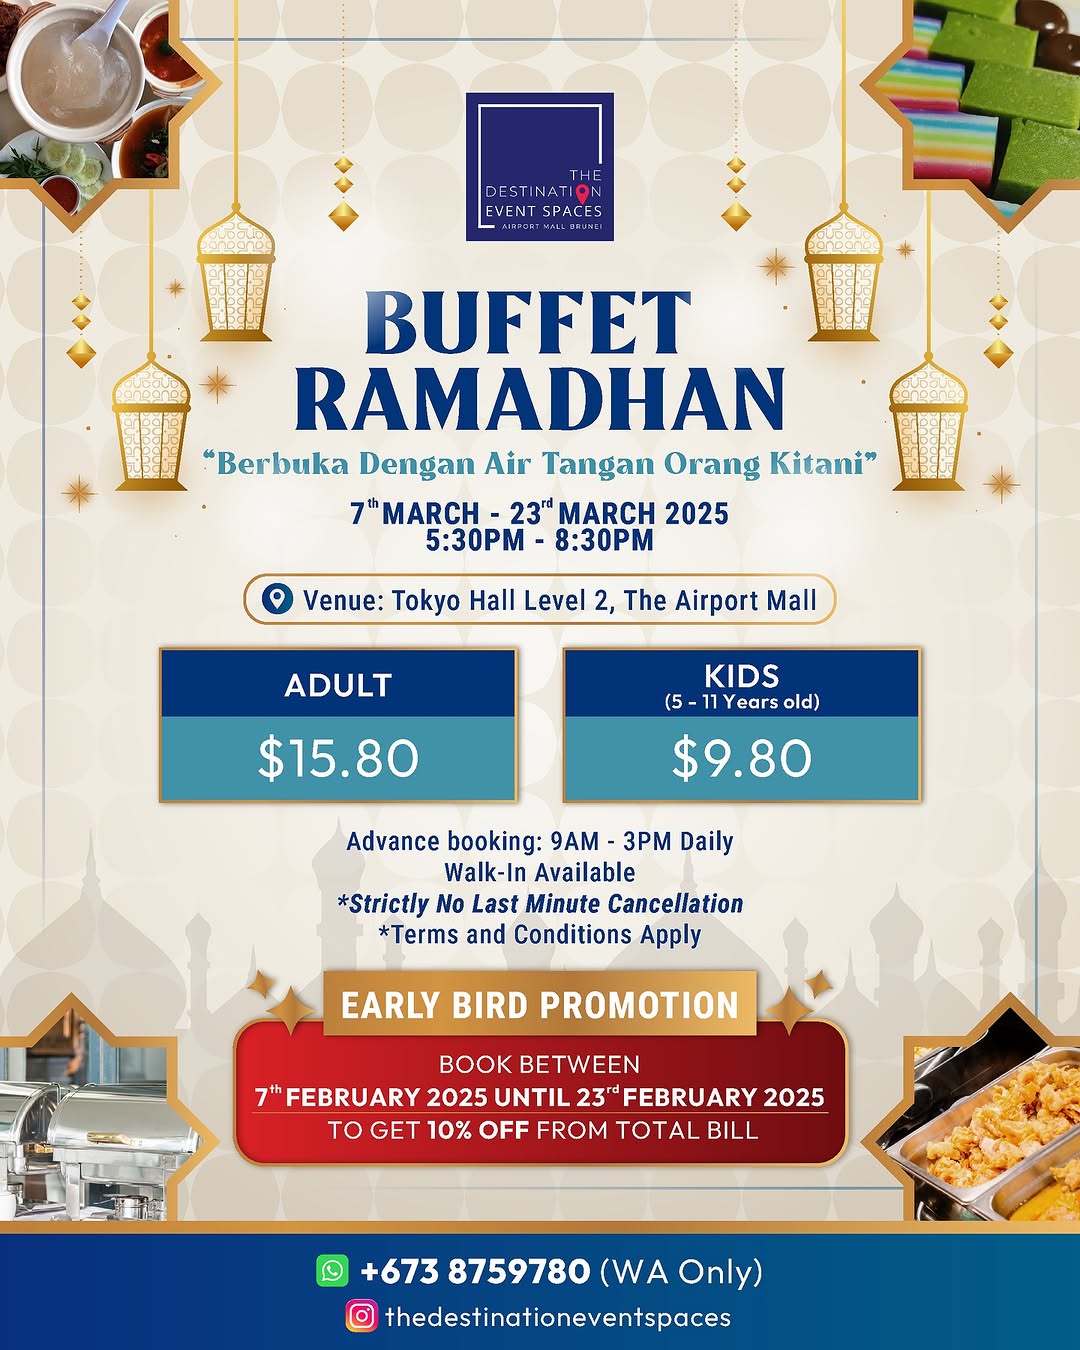 THE
DESTINATION
EVENT SPACES
AIRPORT MALL BRUNEI
BUFFET
RAMADHAN
“Berbuka Dengan Air Tangan Orang Kitani”
7th MARCH - 23rd MARCH 2025
5:30PM - 8:30PM
Venue: Tokyo Hall Level 2, The Airport Mall
ADULT
$15.80
KIDS
(5 - 11 Years old)
$9.80
Advance booking: 9AM - 3PM Daily
Walk-In Available
*Strictly No Last Minute Cancellation
*Terms and Conditions Apply
EARLY BIRD PROMOTION
BOOK BETWEEN
7th FEBRUARY 2025 UNTIL 23rd FEBRUARY 2025
TO GET 10% OFF FROM TOTAL BILL
+673 8759780 (WA Only)
thedestinationeventspaces